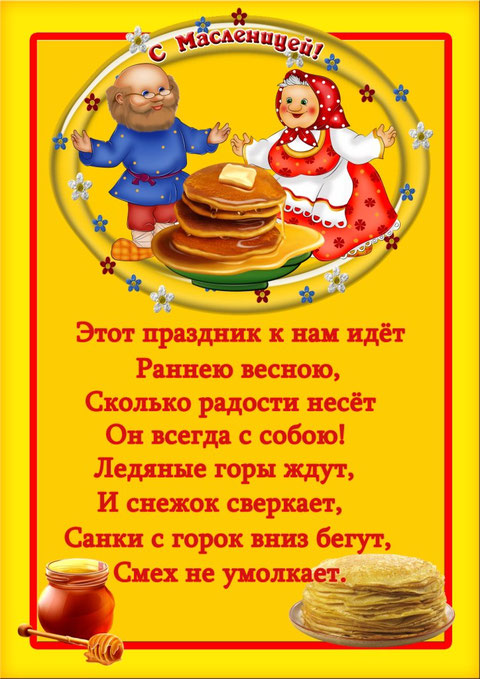 С Масленицей!
Этот праздник к нам идёт
Раннею весною,
Сколько радости несёт
Он всегда с собою!
Ледяные горы ждут,
И снежок сверкает,
Санки с горок вниз бегут,
Смех не умолкает.